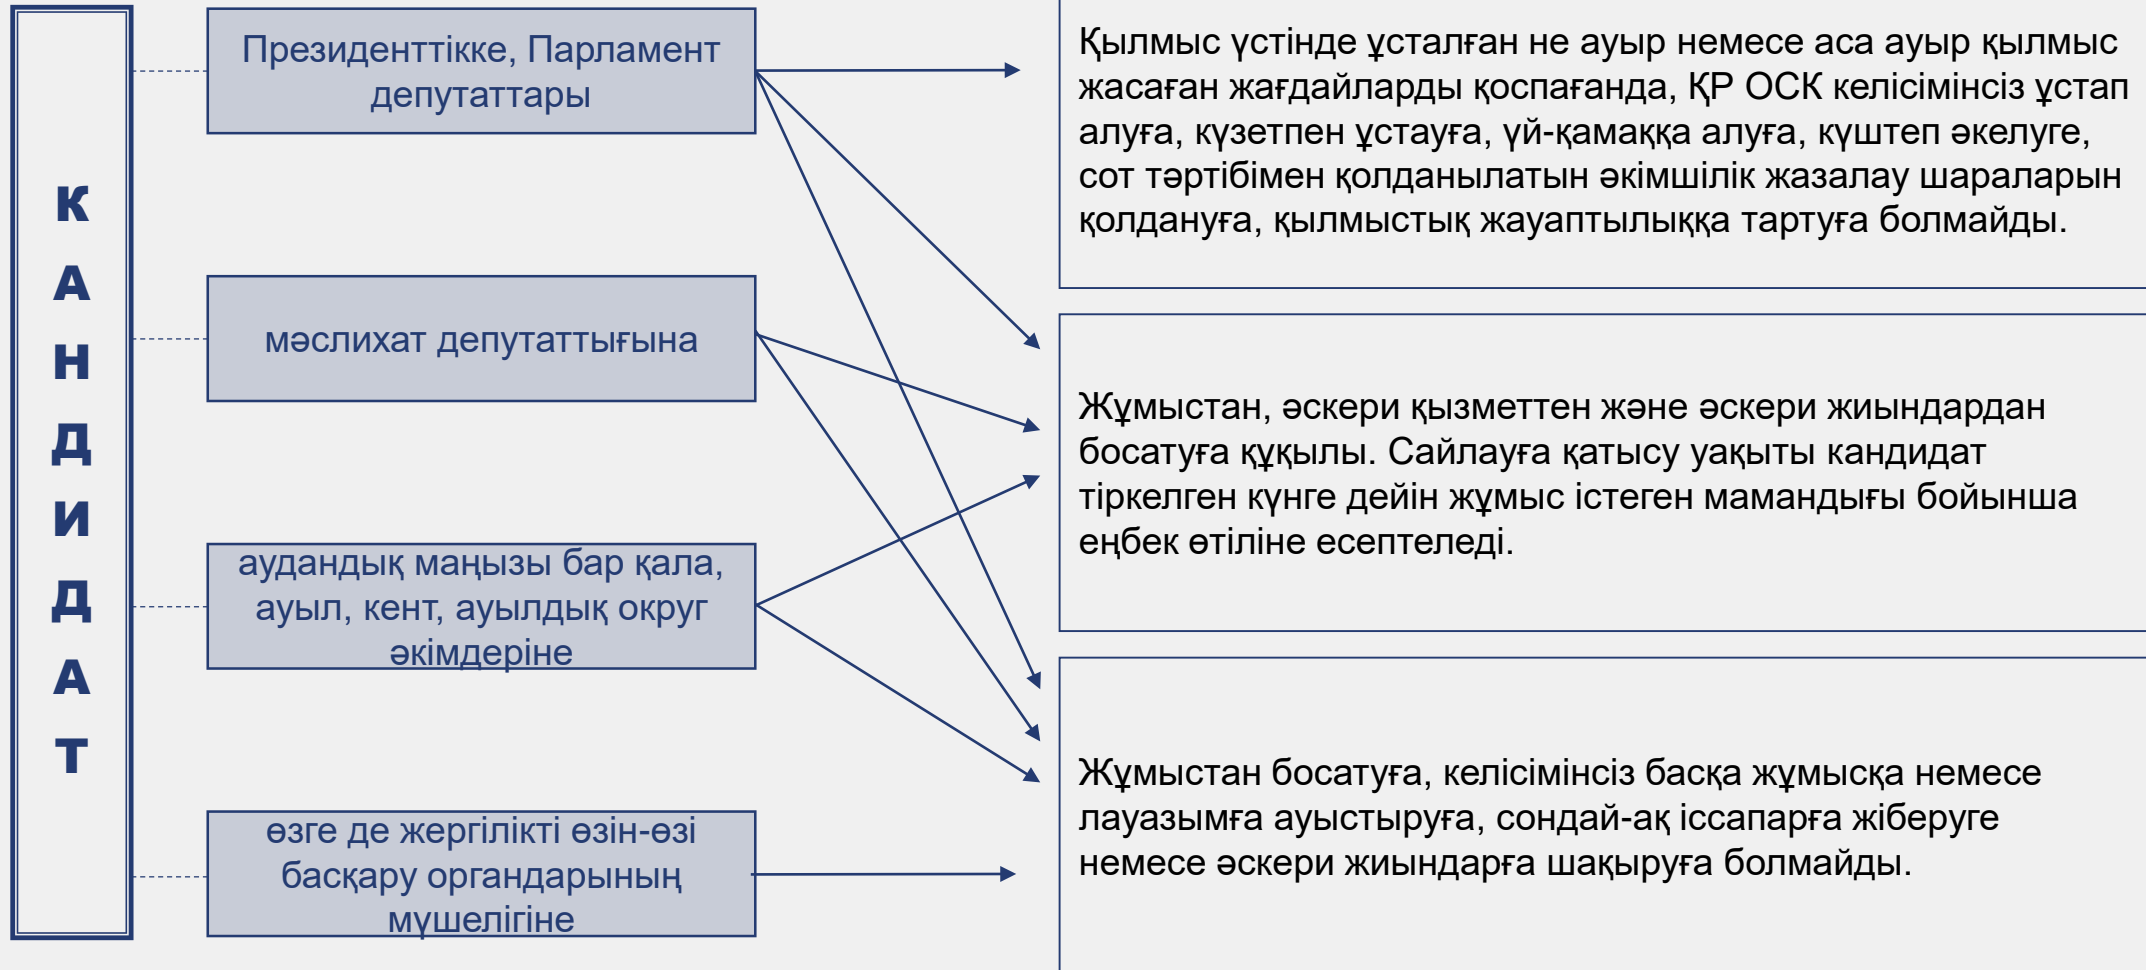 К
А
Н
Д
И
Д
А
Т
Президенттікке, Парламент
депутаттары
мәслихат депутаттығына
аудандық маңызы бар қала,
ауыл, кент, ауылдық округ
әкімдеріне
өзге де жергілікті өзін-өзі
басқару органдарының
мүшелігіне
Қылмыс үстінде ұсталған не ауыр немесе аса ауыр қылмыс
жасаған жағдайларды қоспағанда, ҚР ОСК келісімінсіз ұстап
алуға, күзетпен ұстауға, үй-қамаққа алуға, күштеп әкелуге,
сот тәртібімен қолданылатын әкімшілік жазалау шараларын
қолдануға, қылмыстық жауаптылыққа тартуға болмайды.
Жұмыстан, әскери қызметтен және әскери жиындардан
босатуға құқылы. Сайлауға қатысу уақыты кандидат
тіркелген күнге дейін жұмыс істеген мамандығы бойынша
еңбек өтіліне есептеледі.
Жұмыстан босатуға, келісімінсіз басқа жұмысқа немесе
лауазымға ауыстыруға, сондай-ақ іссапарға жіберуге
немесе әскери жиындарға шақыруға болмайды.